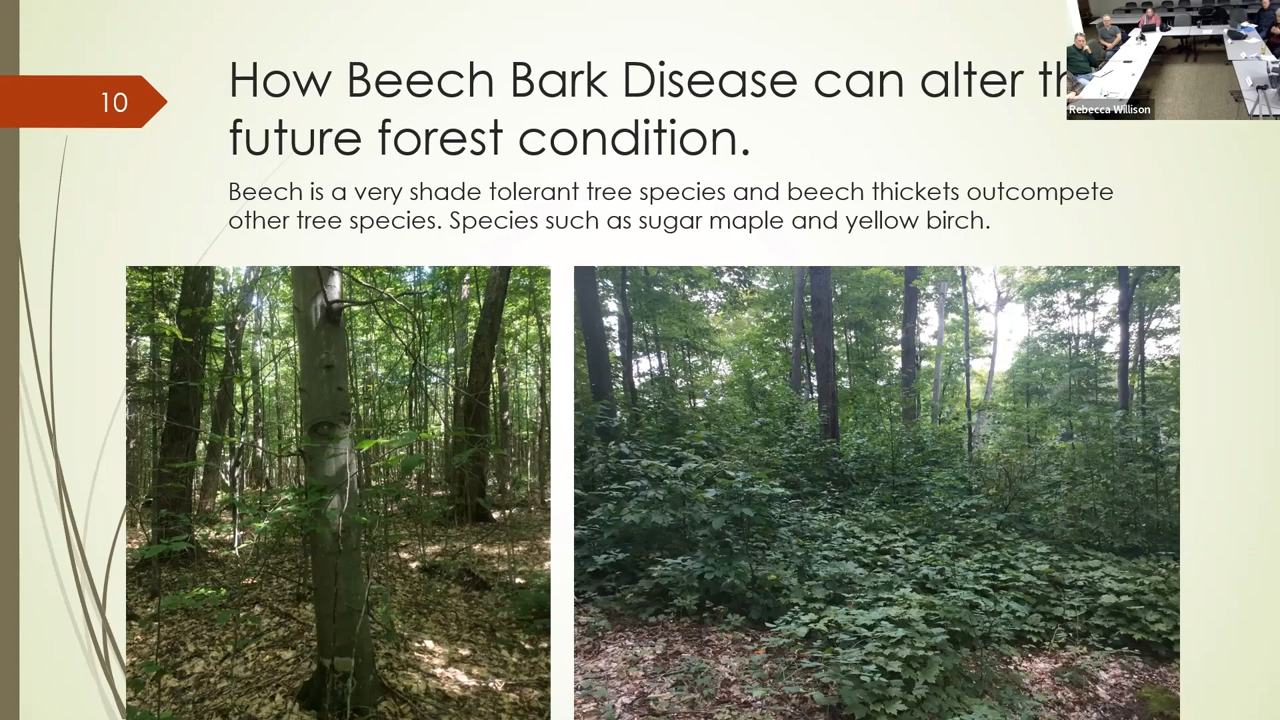 10
How Beech Bark Disease can alter
future forest condition.
Beech is a very shade tolerant tree species and beech thickets outcompete
other tree species. Species such as sugar maple and yellow birch.
Rebecca Willison